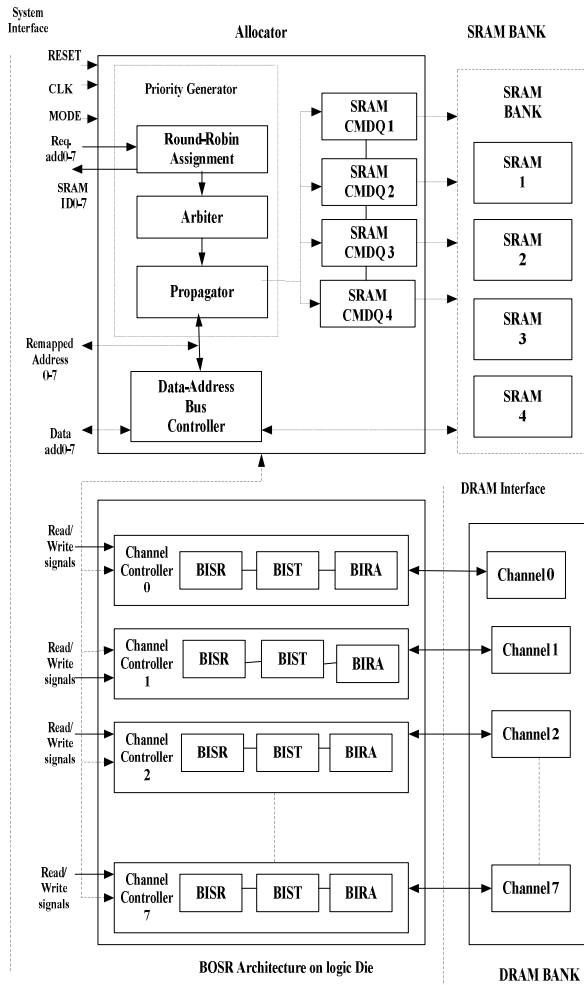 System
Interface
Allocator
SRAM BANK
RESET
CLK
MODE
Req.
add0-7
SRAM
ID0-7
Priority Generator
Round-Robin
Assignment
Arbiter
Propagator
SRAM
CMDQ 1
SRAM
CMDQ 2
SRAM
CMDQ 3
SRAM
CMDQ 4
SRAM
BANK
SRAM
1
SRAM
2
SRAM
3
SRAM
4
Remapped
Address
0-7
Data-Address
Bus
Controller
Data
add0-7
DRAM Interface
Read/
Write
signals
Channel
Controller
0
BISR
BIST
BIRA
Channel 0
Read/
Write
signals
Channel
Controller
1
BISR
BIST
BIRA
Channel 1
Read/
Write
signals
Channel
Controller
2
BISR
BIST
BIRA
Channel 2
Read/
Write
signals
Channel
Controller
7
BISR
BIST
BIRA
Channel 7
BOSR Architecture on logic Die
DRAM BANK